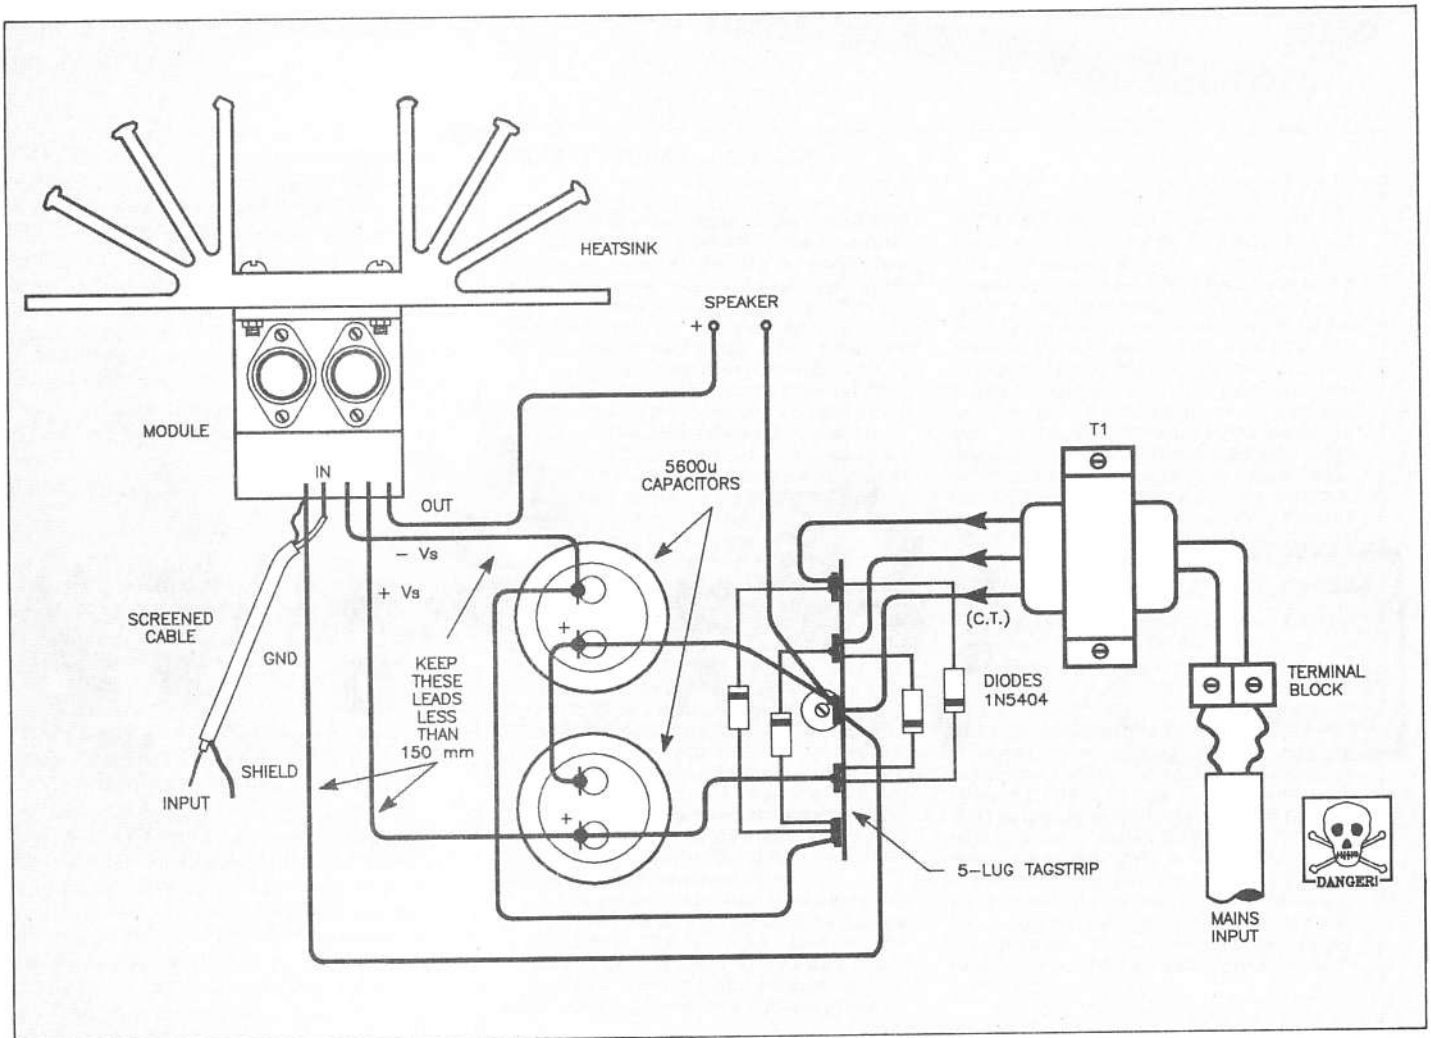 HEATSINK
SPEAKER
+
MODULE
IN
OUT
5600u
CAPACITORS
T1
- Vs
+ Vs
SCREENED
CABLE
GND
+
KEEP
THESE
LEADS
LESS
THAN
150 mm
(C.T.)
DIODES
1N5404
TERMINAL
BLOCK
SHIELD
INPUT
+
5-LUG TAGSTRIP
MAINS
INPUT
DANGER!